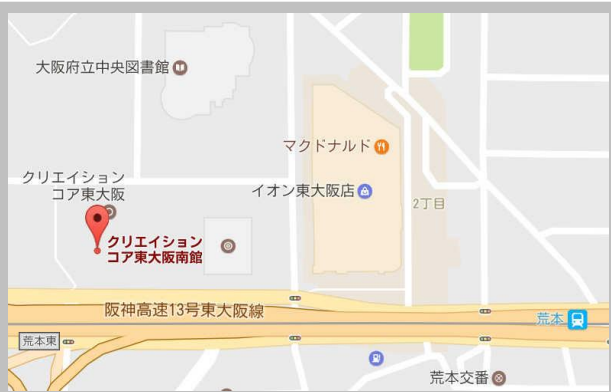 大阪府立中央図書館
マクドナルド
クリエイション
コア東大阪
イオン東大阪店
2丁目
クリエイション
コア東大阪南館
阪神高速13号東大阪線
荒本
荒本東
荒本交番